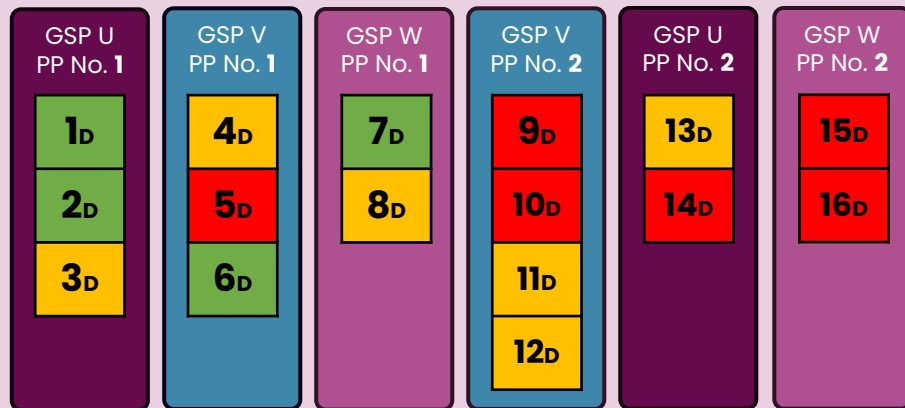 GSP U
PP No. 1
1D
2D
3D
GSP V
PP No. 1
4D
5D
6D
GSP W
PP No. 1
7D
8D
GSP V
PP No. 2
9D
10D
11D
12D
GSP U
PP No. 2
13D
14D
GSP W
PP No. 2
15D
16D